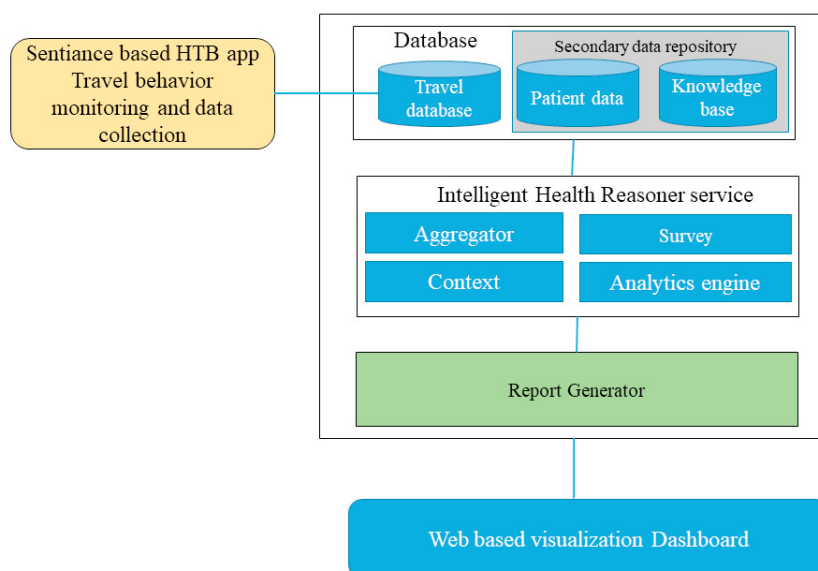 Sentiance based HTB app
Travel behavior
monitoring and data
collection
Database
Secondary data repository
Travel
database
Patient data
Knowledge
base
Intelligent Health Reasoner service
Aggregator
Survey
Context
Analytics engine
Report Generator
Web based visualization Dashboard